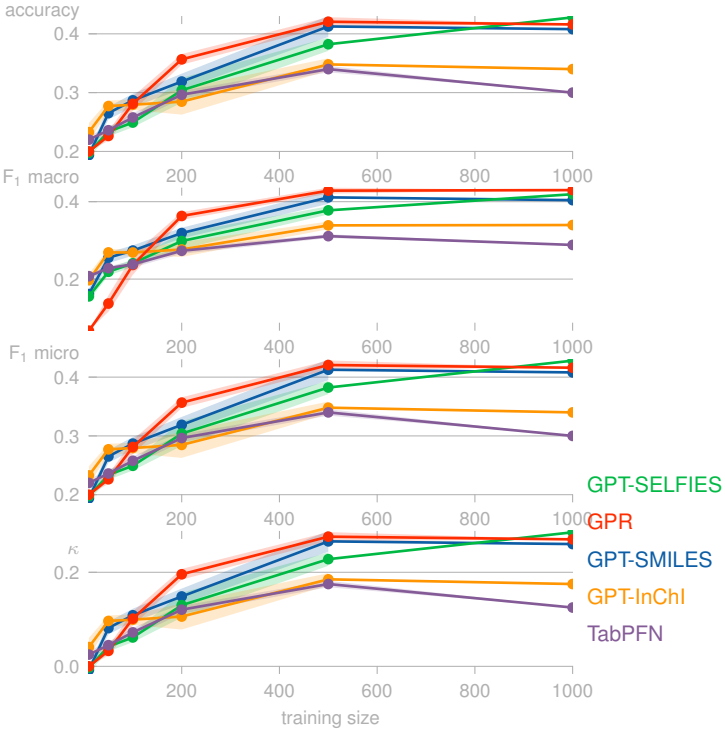 accuracy
0.4
0.3
0.2
200 400 600 800 1000
F₁ macro
0.4
0.2
200 400 600 800 1000
F₁ micro
0.4
0.3
0.2
200 400 600 800 1000
κ
0.2
0.0
200 400 600 800 1000
training size
GPT-SELFIES
GPR
GPT-SMILES
GPT-InChI
TabPFN